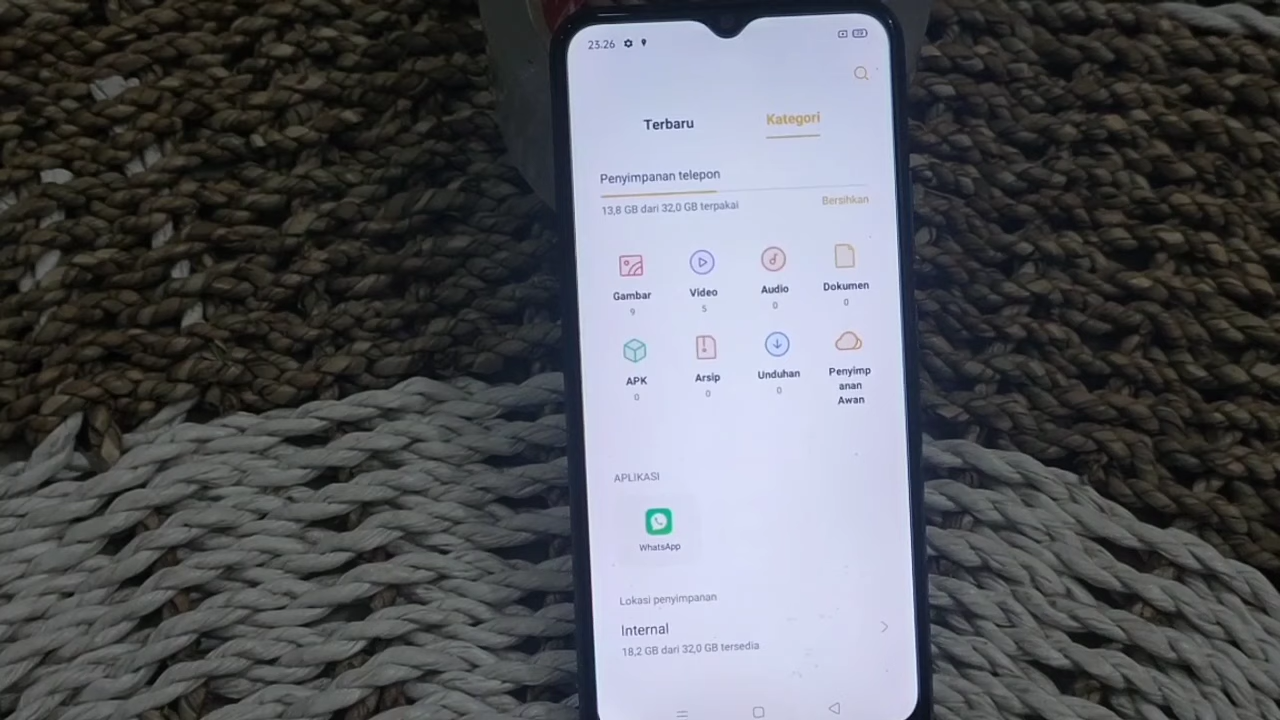 23.26
Terbaru
Kategori
Penyimpanan telepon
13,8 GB dari 32,0 GB terpakai
Bersihkan
Gambar
9
Video
5
Audio
0
Dokumen
0
APK
0
Arsip
0
Unduhan
0
Penyimp
anan
Awan
APLIKASI
WhatsApp
Lokasi penyimpanan
Internal
18,2 GB dari 32,0 GB tersedia